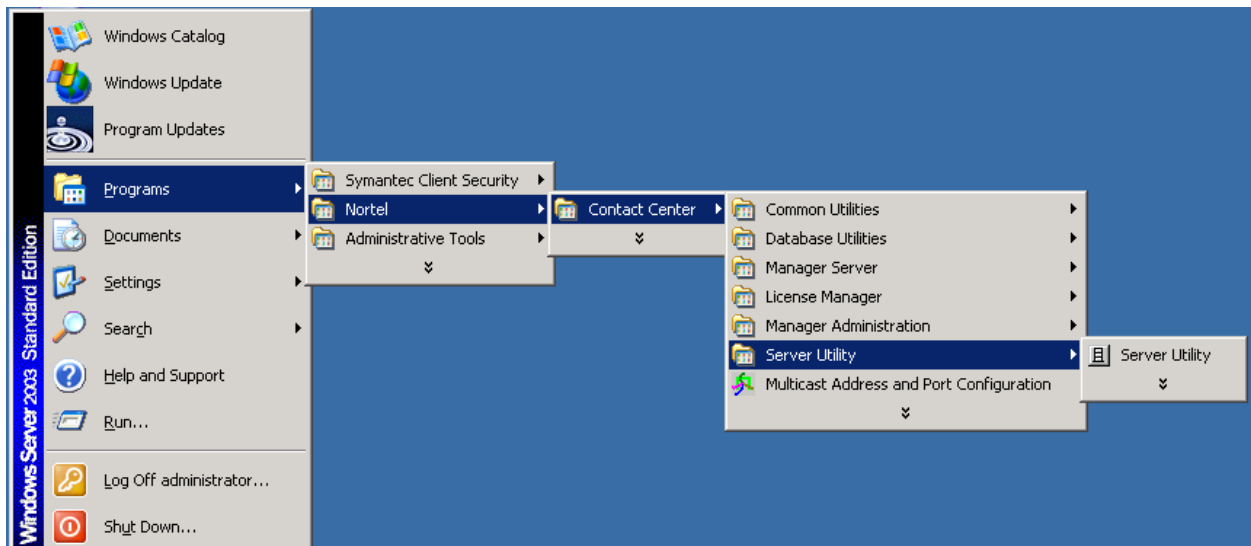 Windows Server 2003 Standard Edition
Windows Catalog
Windows Update
Program Updates
Programs
Documents
Settings
Search
Help and Support
Run...
Log Off administrator...
Shut Down...
Symantec Client Security
Nortel
Administrative Tools
Contact Center
Common Utilities
Database Utilities
Manager Server
License Manager
Manager Administration
Server Utility
Multicast Address and Port Configuration
Server Utility